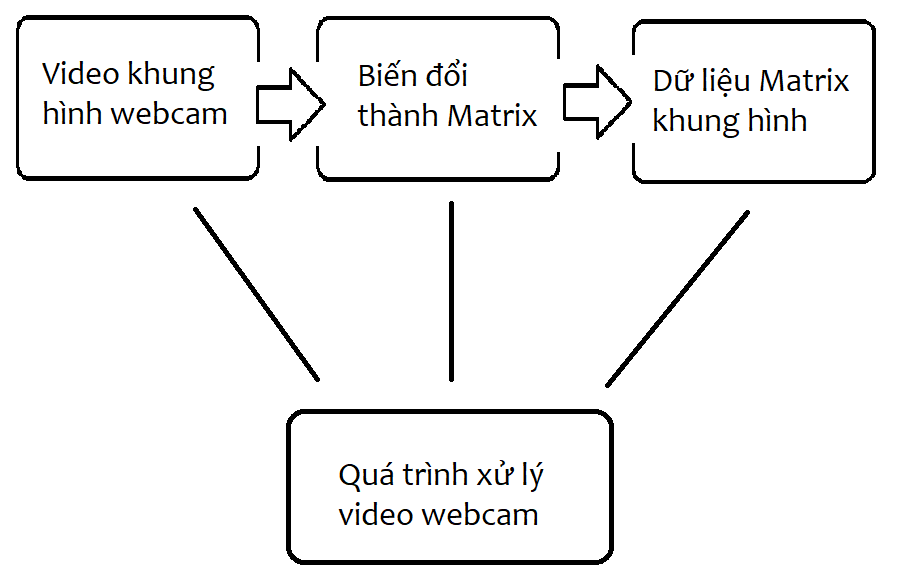 Video khung
hình webcam
Biến đổi
thành Matrix
Dữ liệu Matrix
khung hình
Quá trình xử lý
video webcam